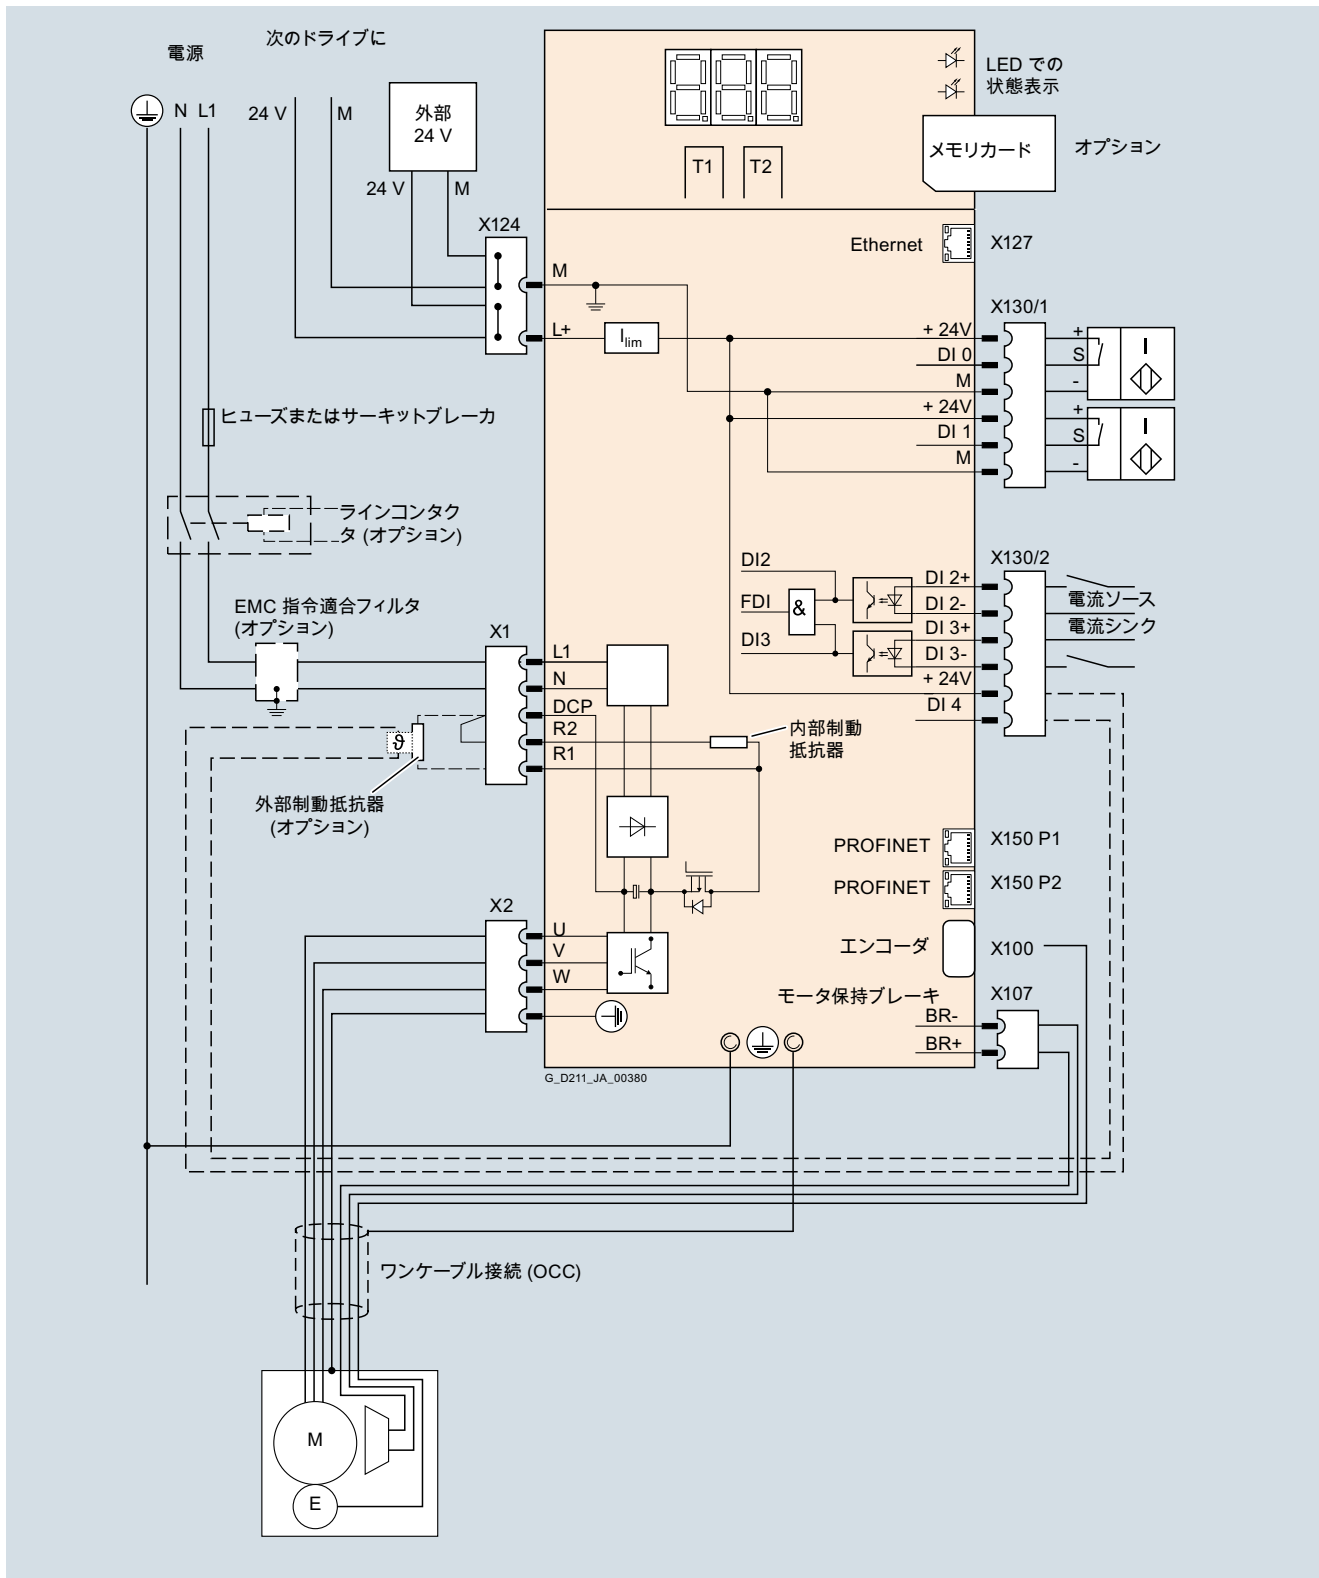 電源
次のドライブに
N L1
24 V
M
外部
24 V
24 V
M
X124
M
L+
Ilim
T1
T2
LED での
状態表示
メモリカード
オプション
Ethernet
X127
X130/1
+ 24V
DI 0
M
+ 24V
DI 1
M
+
S
-
I
+
S
-
I
ヒューズまたはサーキットブレーカ
ラインコンタク
タ (オプション)
EMC 指令適合フィルタ
(オプション)
X1
L1
N
DCP
R2
R1
ϑ
外部制動抵抗器
(オプション)
内部制動
抵抗器
X130/2
DI2
FDI
&
DI3
DI 2+
DI 2-
DI 3+
DI 3-
+ 24V
DI 4
電流ソース
電流シンク
PROFINET
X150 P1
PROFINET
X150 P2
エンコーダ
X100
モータ保持ブレーキ
X107
BR-
BR+
X2
U
V
W
G_D211_JA_00380
ワンケーブル接続 (OCC)
M
E